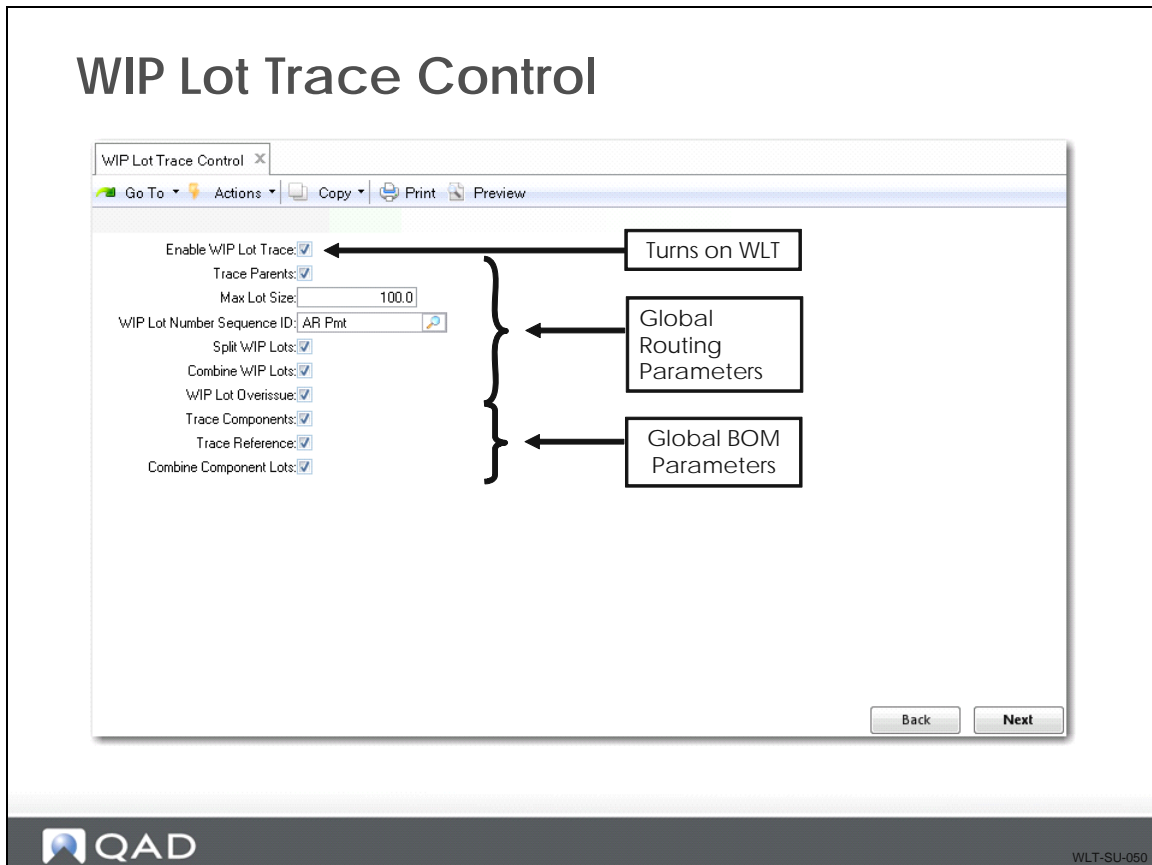 WIP Lot Trace Control
WIP Lot Trace Control
Go To Actions Copy Print Preview
Enable WIP Lot Trace:
Turns on WLT
Trace Parents:
Max Lot Size: 100.0
WIP Lot Number Sequence ID: AR Pmt
Split WIP Lots:
Combine WIP Lots:
WIP Lot Overissue:
Global
Routing
Parameters
Trace Components:
Trace Reference:
Combine Component Lots:
Global BOM
Parameters
Back Next
QAD
WLT-SU-050